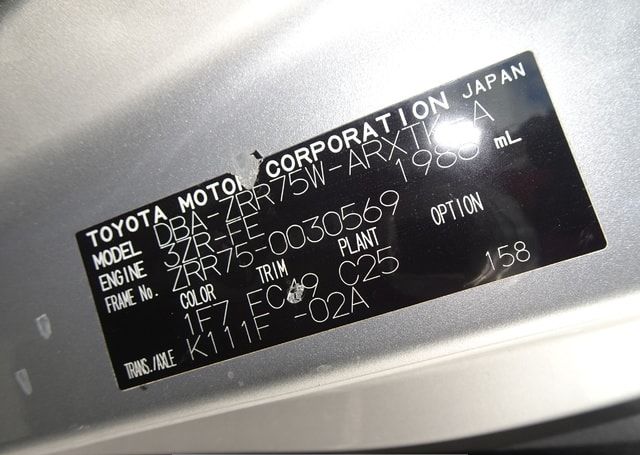 TOYOTA MOTOR CORPORATION JAPAN
MODEL DBA-ZRR75W-ARXTK-A
ENGINE 3ZR-FE 1986 mL
FRAME No. ZRR75-0030569
COLOR TRIM PLANT OPTION
1F7 C25 158
TRANS./AXLE K111F -02A